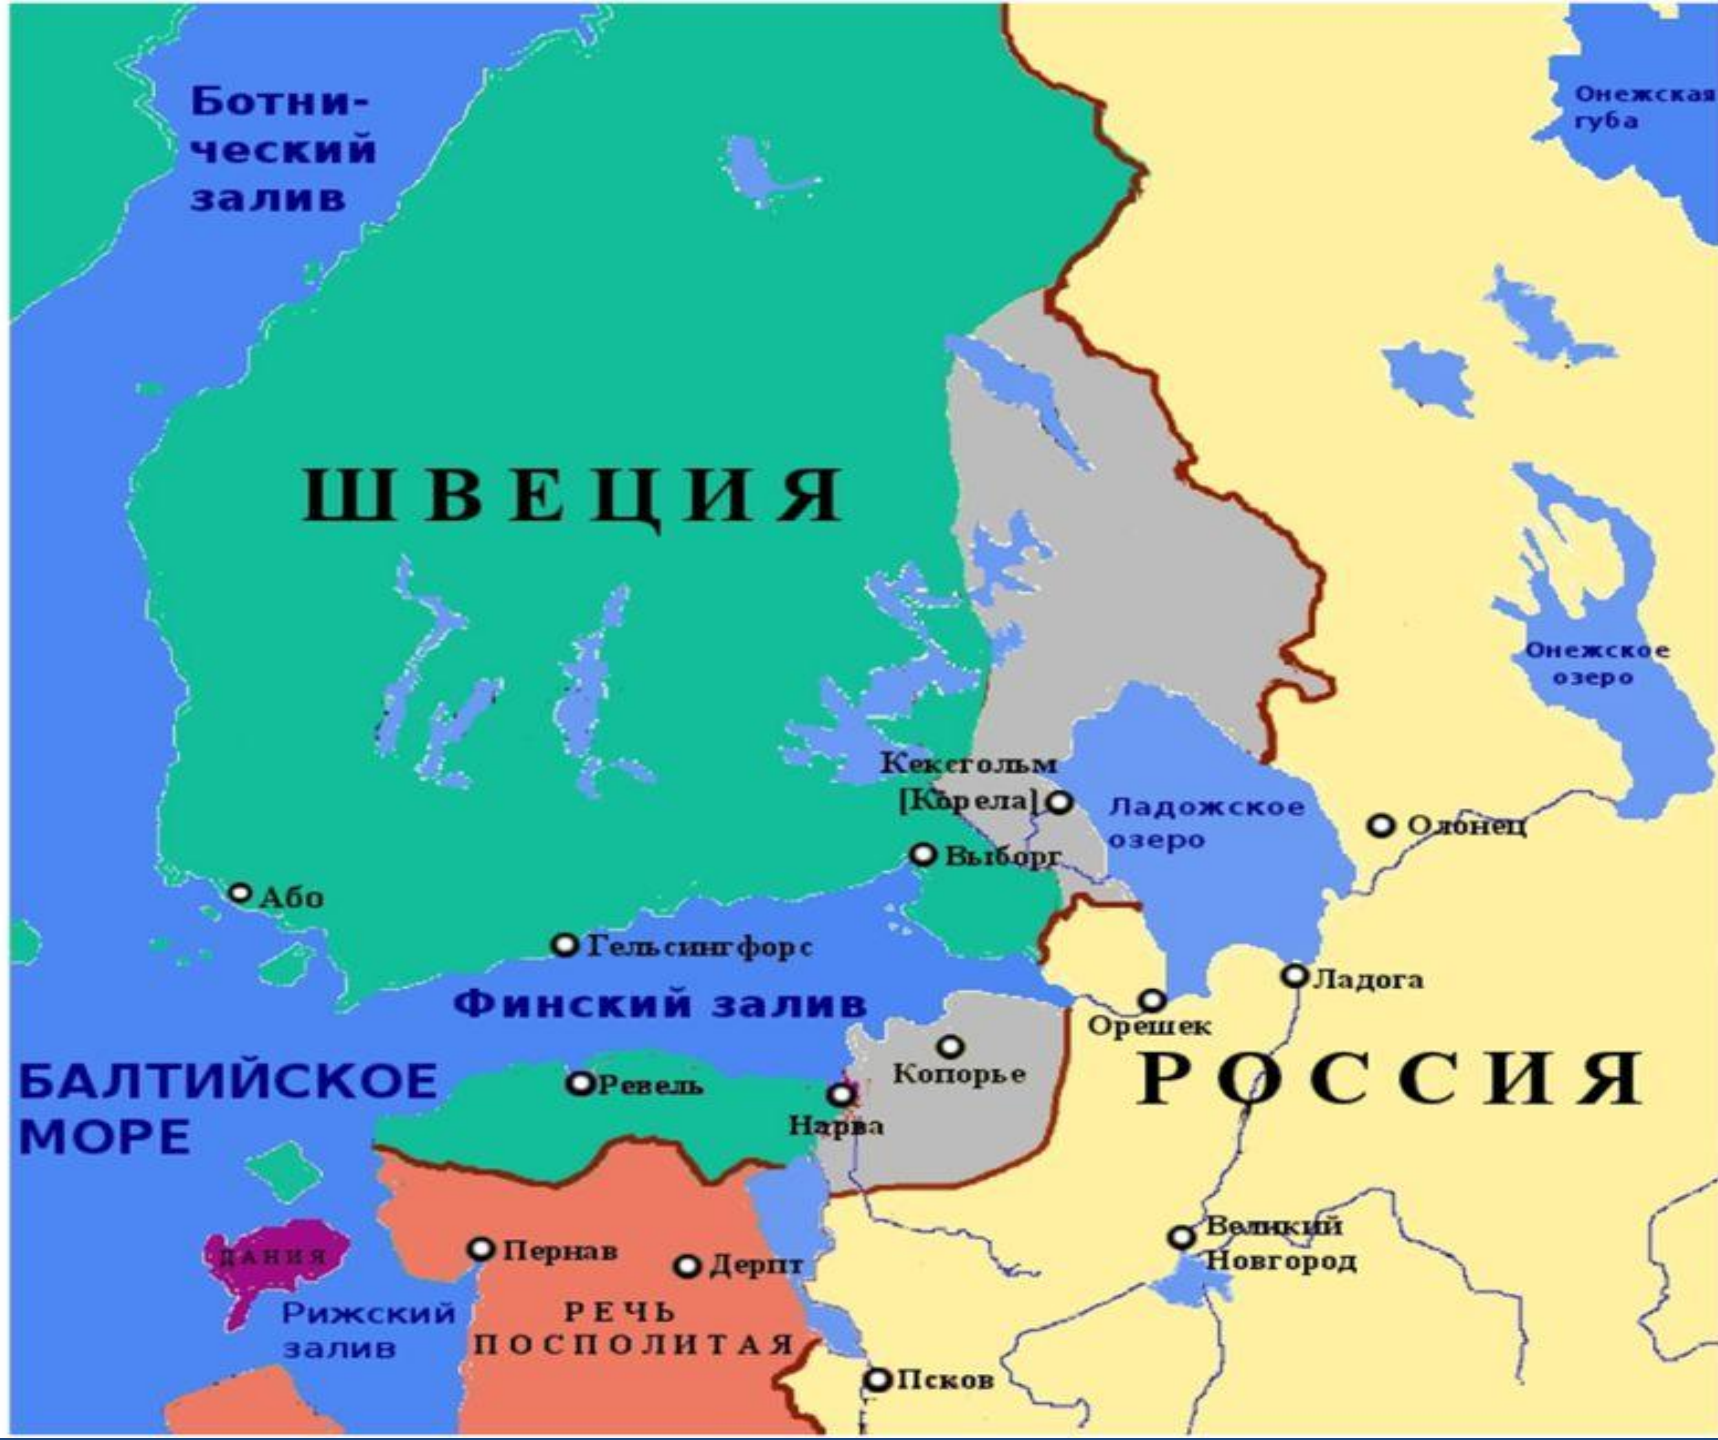 Ботни-
ческий
залив
Онежская
губа
ШВЕЦИЯ
Онежское
озеро
Кексгольм
[Корела]
Ладожское
озеро
Олонец
Выборг
Або
Гельсингфорс
Ладога
Финский залив
Орешек
РОССИЯ
Копорье
БАЛТИЙСКОЕ
МОРЕ
Ревель
Нарва
Великий
Новгород
ДАНИЯ
Пернав
Дерпт
Рижский
залив
РЕЧЬ
ПОСПОЛИТАЯ
Псков